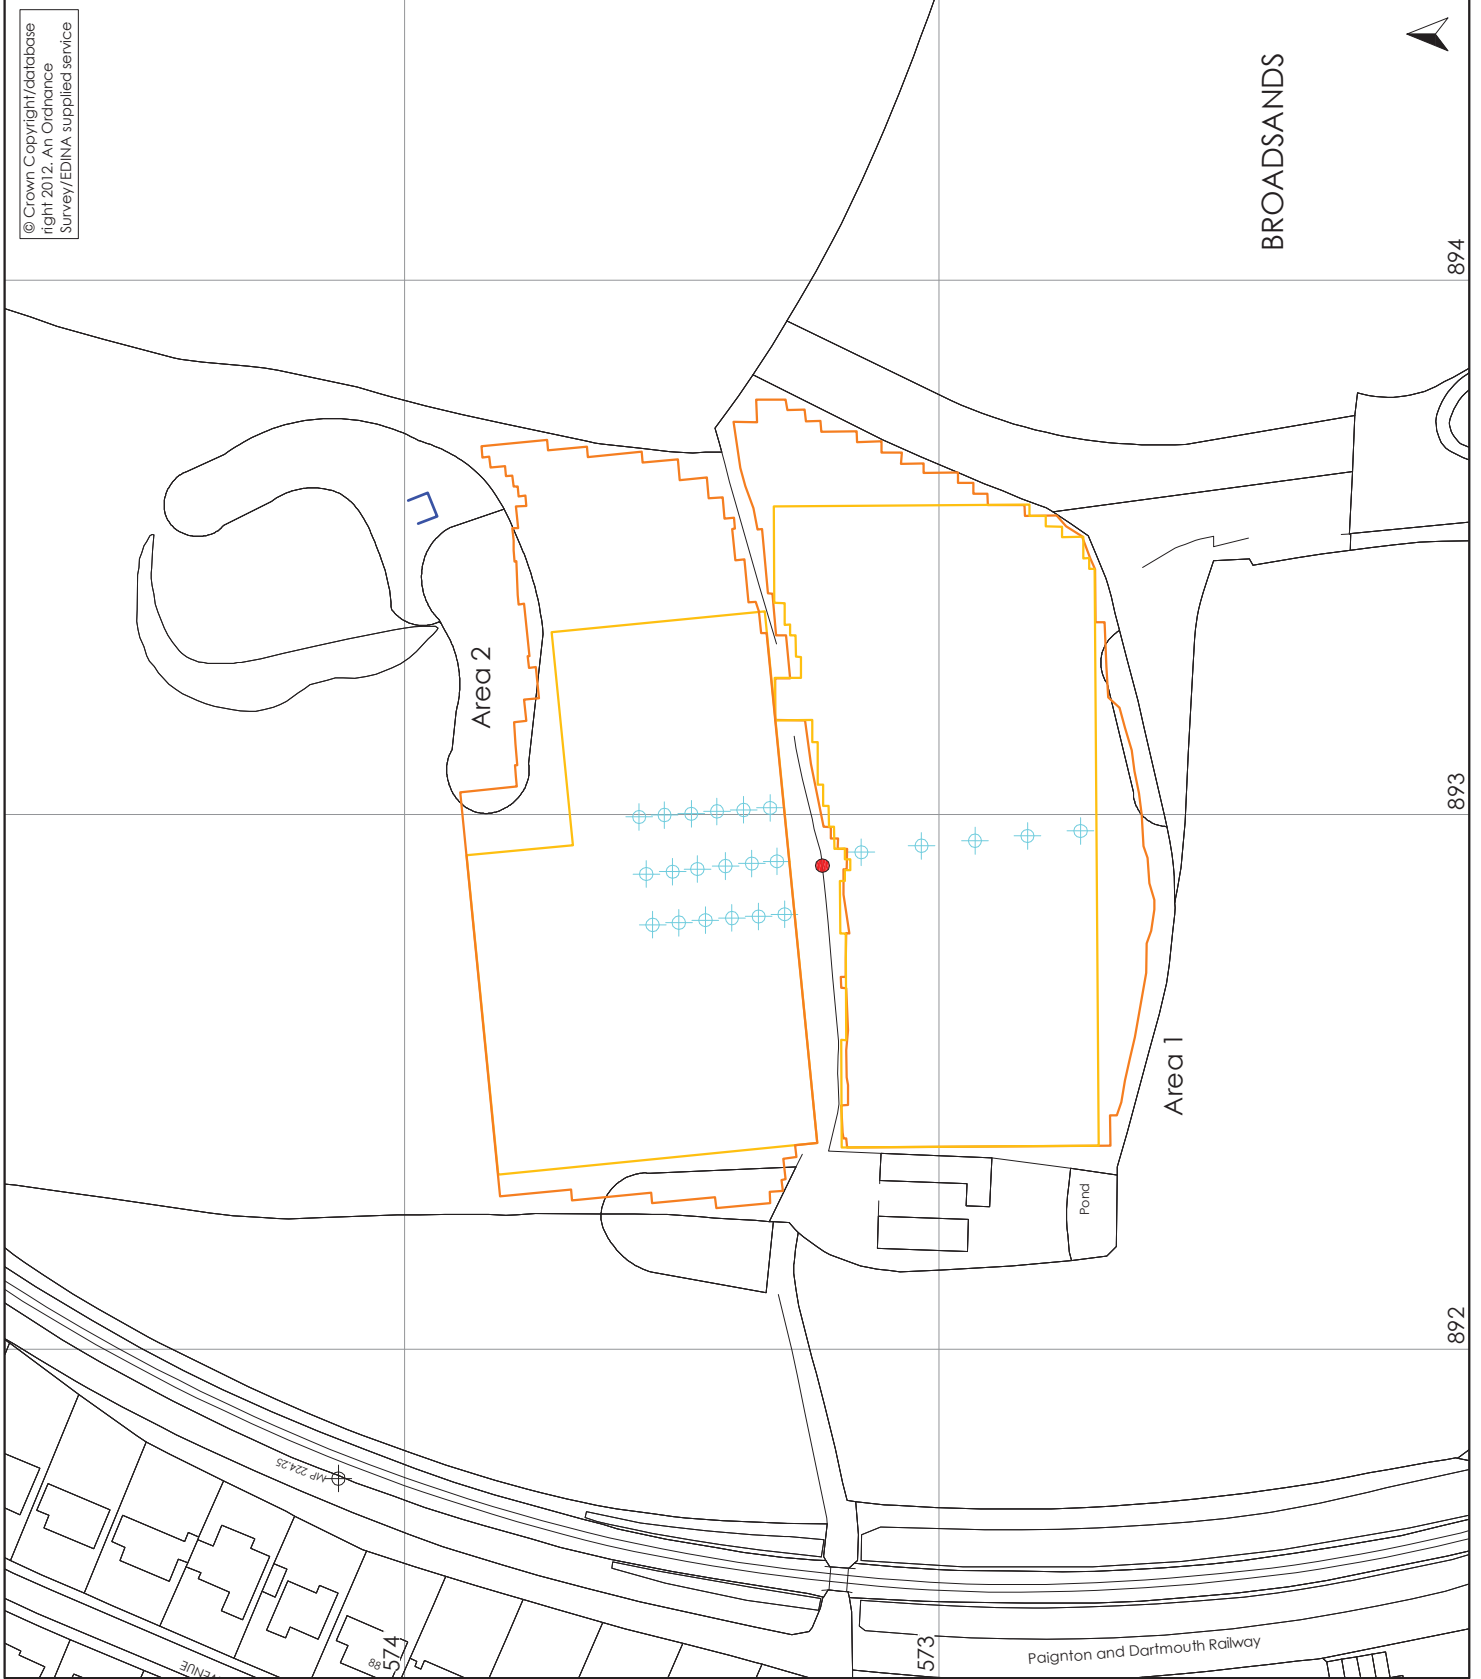 © Crown Copyright/database
right 2012. An Ordnance
Survey/EDINA supplied service
BROADSANDS
894
Area 2
893
Area 1
Pond
892
MP 224.25
574
88
573
Paignton and Dartmouth Railway